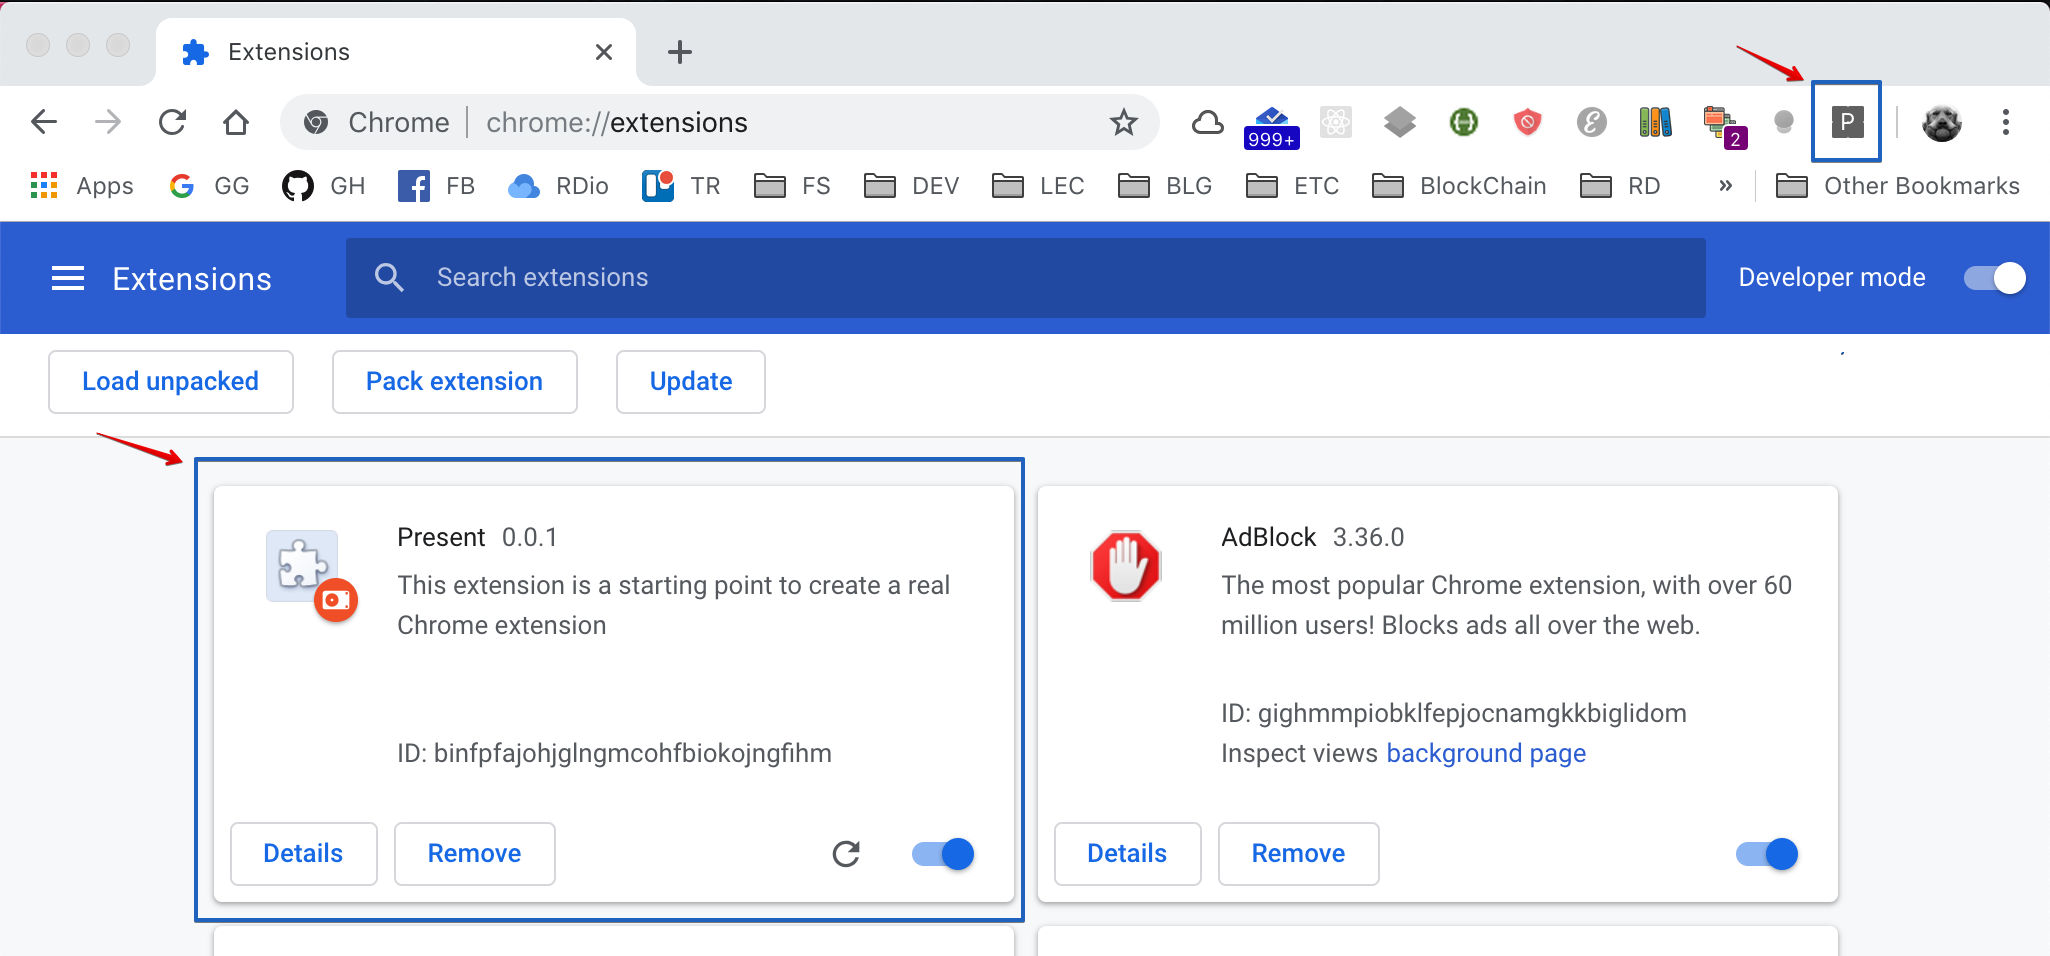 Extensions
Chrome | chrome://extensions
999+
2
P
Apps GG GH FB RDio TR FS DEV LEC BLG ETC BlockChain RD » Other Bookmarks
Extensions Search extensions Developer mode
Load unpacked Pack extension Update
Present 0.0.1
This extension is a starting point to create a real
Chrome extension
ID: binfpfajohjglngmcohfbiokojngfihm
Details Remove
AdBlock 3.36.0
The most popular Chrome extension, with over 60
million users! Blocks ads all over the web.
ID: gighmmpiobklfepjocnamgkkbiglidom
Inspect views background page
Details Remove